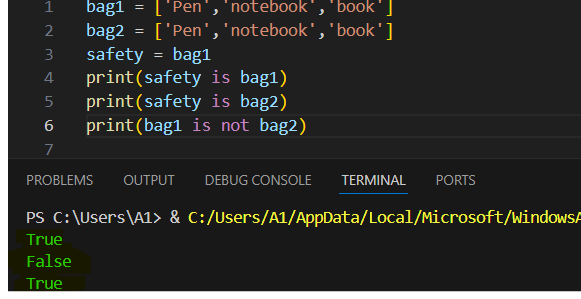 1 bag1 = ['Pen','notebook','book']
2 bag2 = ['Pen','notebook','book']
3 safety = bag1
4 print(safety is bag1)
5 print(safety is bag2)
6 print(bag1 is not bag2)
7
PROBLEMS OUTPUT DEBUG CONSOLE TERMINAL PORTS
PS C:\Users\A1> & C:/Users/A1/AppData/Local/Microsoft/WindowsA
True
False
True